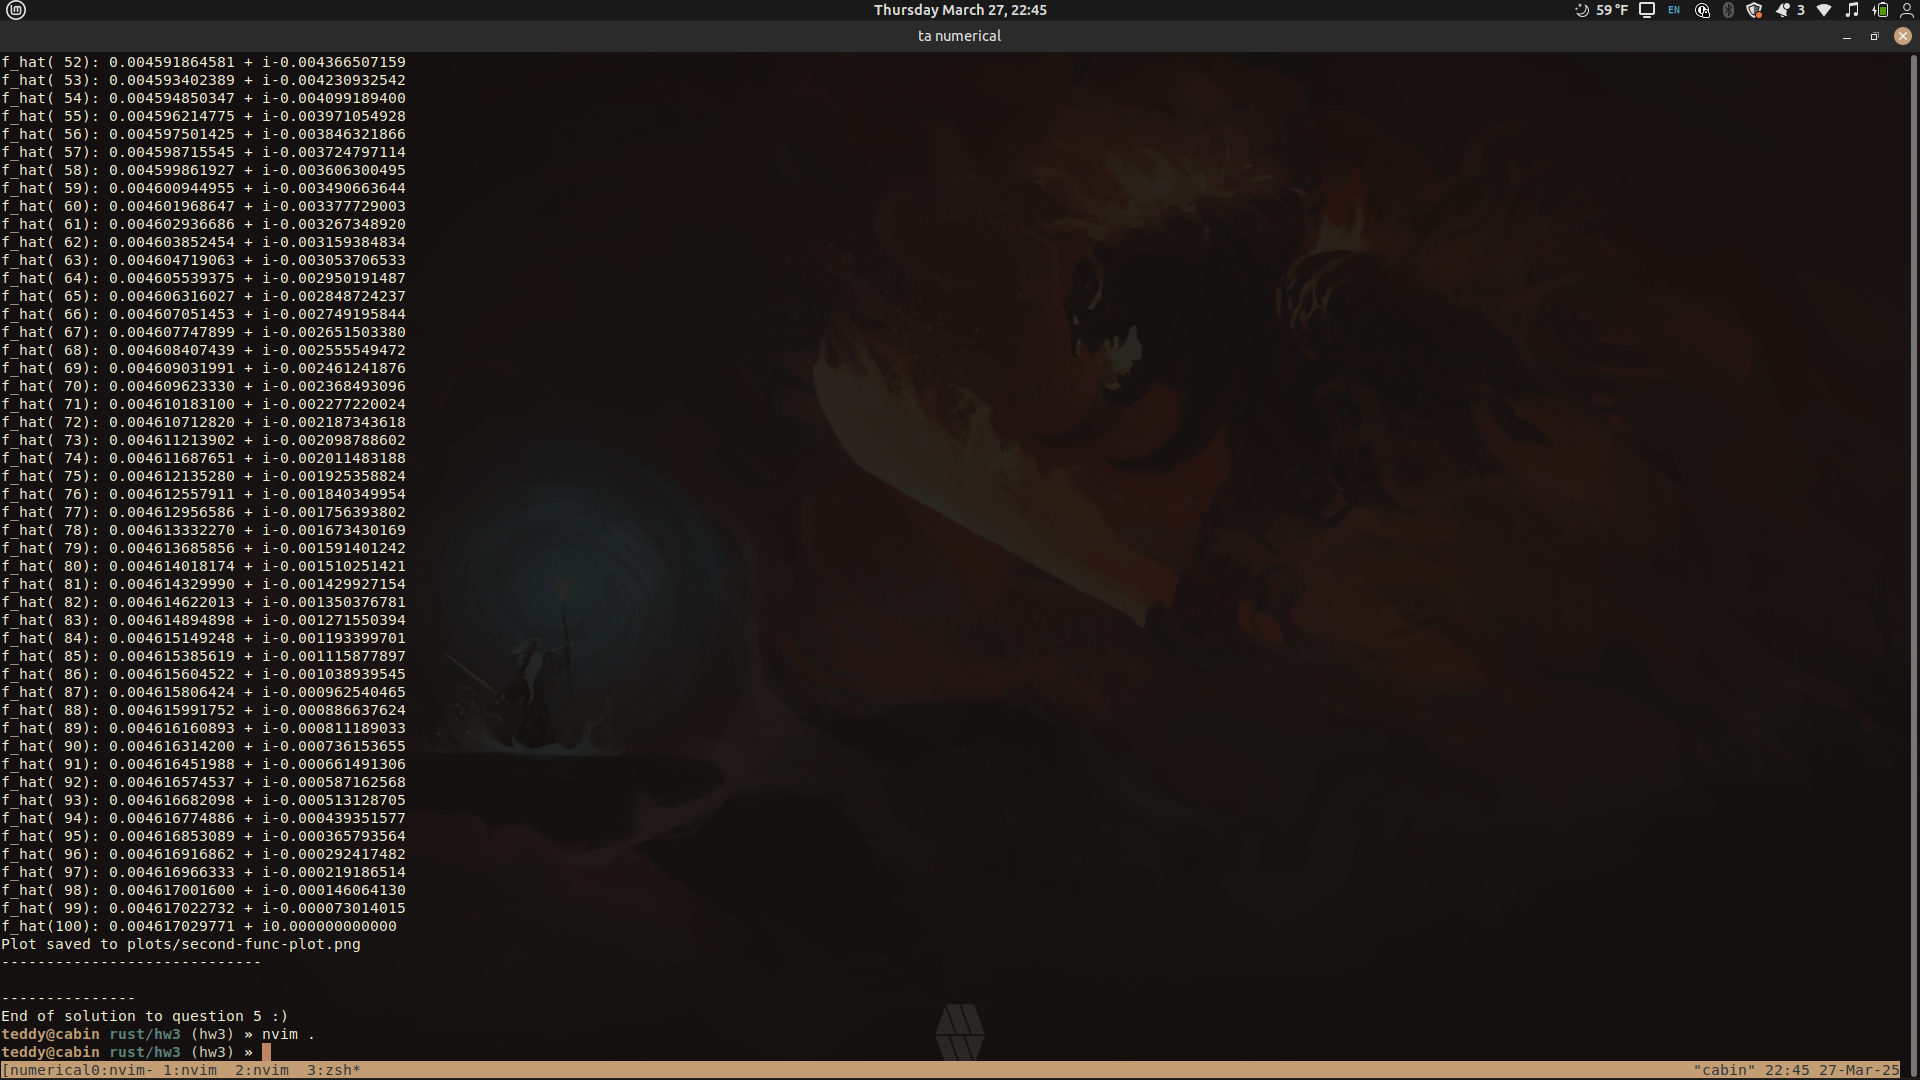 Thursday March 27, 22:45
59 °F
EN
3
ta numerical
f_hat( 52): 0.004591864581 + i-0.004366507159
f_hat( 53): 0.004593402389 + i-0.004230932542
f_hat( 54): 0.004594850347 + i-0.004099189400
f_hat( 55): 0.004596214775 + i-0.003971054928
f_hat( 56): 0.004597501425 + i-0.003846321866
f_hat( 57): 0.004598715545 + i-0.003724797114
f_hat( 58): 0.004599861927 + i-0.003606300495
f_hat( 59): 0.004600944955 + i-0.003490663644
f_hat( 60): 0.004601968647 + i-0.003377729003
f_hat( 61): 0.004602936686 + i-0.003267348920
f_hat( 62): 0.004603852454 + i-0.003159384834
f_hat( 63): 0.004604719063 + i-0.003053706533
f_hat( 64): 0.004605539375 + i-0.002950191487
f_hat( 65): 0.004606316027 + i-0.002848724237
f_hat( 66): 0.004607051453 + i-0.002749195844
f_hat( 67): 0.004607747899 + i-0.002651503380
f_hat( 68): 0.004608407439 + i-0.002555549472
f_hat( 69): 0.004609031991 + i-0.002461241876
f_hat( 70): 0.004609623330 + i-0.002368493096
f_hat( 71): 0.004610183100 + i-0.002277220024
f_hat( 72): 0.004610712820 + i-0.002187343618
f_hat( 73): 0.004611213902 + i-0.002098788602
f_hat( 74): 0.004611687651 + i-0.002011483188
f_hat( 75): 0.004612135280 + i-0.001925358824
f_hat( 76): 0.004612557911 + i-0.001840349954
f_hat( 77): 0.004612956586 + i-0.001756393802
f_hat( 78): 0.004613332270 + i-0.001673430169
f_hat( 79): 0.004613685856 + i-0.001591401242
f_hat( 80): 0.004614018174 + i-0.001510251421
f_hat( 81): 0.004614329990 + i-0.001429927154
f_hat( 82): 0.004614622013 + i-0.001350376781
f_hat( 83): 0.004614894898 + i-0.001271550394
f_hat( 84): 0.004615149248 + i-0.001193399701
f_hat( 85): 0.004615385619 + i-0.001115877897
f_hat( 86): 0.004615604522 + i-0.001038939545
f_hat( 87): 0.004615806424 + i-0.000962540465
f_hat( 88): 0.004615991752 + i-0.000886637624
f_hat( 89): 0.004616160893 + i-0.000811189033
f_hat( 90): 0.004616314200 + i-0.000736153655
f_hat( 91): 0.004616451988 + i-0.000661491306
f_hat( 92): 0.004616574537 + i-0.000587162568
f_hat( 93): 0.004616682098 + i-0.000513128705
f_hat( 94): 0.004616774886 + i-0.000439351577
f_hat( 95): 0.004616853089 + i-0.000365793564
f_hat( 96): 0.004616916862 + i-0.000292417482
f_hat( 97): 0.004616966333 + i-0.000219186514
f_hat( 98): 0.004617001600 + i-0.000146064130
f_hat( 99): 0.004617022732 + i-0.000073014015
f_hat(100): 0.004617029771 + i0.000000000000
Plot saved to plots/second-func-plot.png
-----------------------------
---------------
End of solution to question 5 :)
teddy@cabin rust/hw3 (hw3) » nvim .
teddy@cabin rust/hw3 (hw3) »
[numerical0:nvim- 1:nvim  2:nvim  3:zsh*
"cabin" 22:45 27-Mar-25